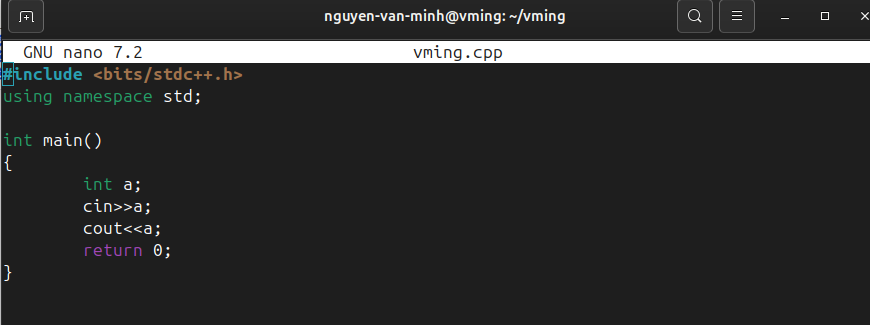 nguyen-van-minh@vming: ~/vming
GNU nano 7.2 vming.cpp
#include <bits/stdc++.h>
using namespace std;
int main()
{
int a;
cin>>a;
cout<<a;
return 0;
}